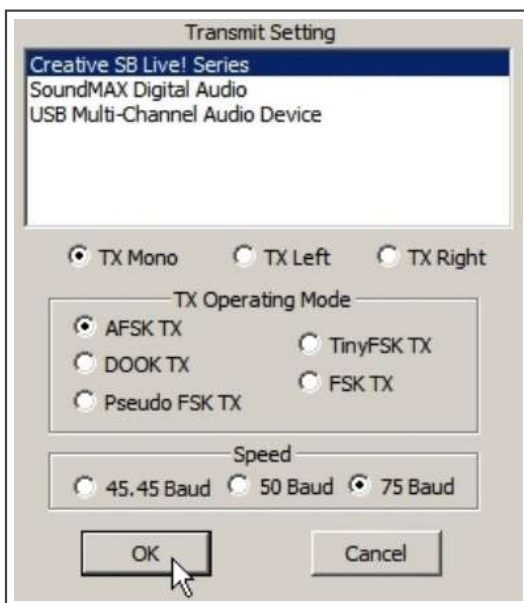 Transmit Setting
Creative SB Live! Series
SoundMAX Digital Audio
USB Multi-Channel Audio Device
TX Mono TX Left TX Right
TX Operating Mode
AFSK TX
TinyFSK TX
DOOK TX
FSK TX
Pseudo FSK TX
Speed
45.45 Baud 50 Baud 75 Baud
OK Cancel